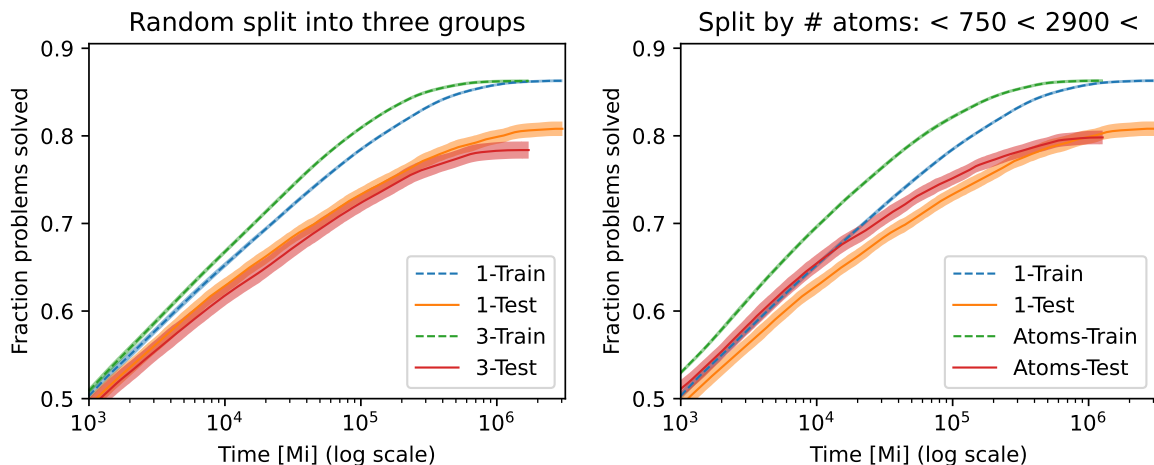 Random split into three groups
Fraction problems solved
0.9
0.8
0.7
0.6
0.5
10³
10⁴
10⁵
10⁶
Time [Mi] (log scale)
1-Train
1-Test
3-Train
3-Test
Split by # atoms: < 750 < 2900 <
Fraction problems solved
0.9
0.8
0.7
0.6
0.5
10³
10⁴
10⁵
10⁶
Time [Mi] (log scale)
1-Train
1-Test
Atoms-Train
Atoms-Test